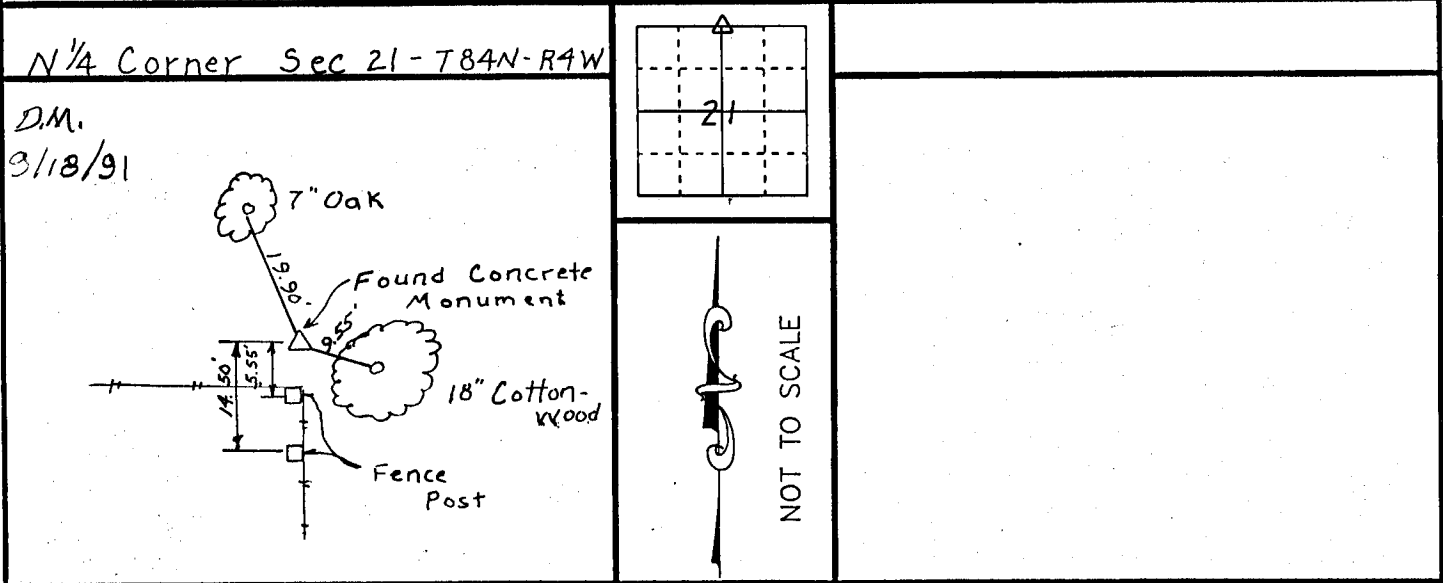 N 1/4 Corner Sec 21 - T84N-R4W
D.M.
9/18/91
7" Oak
19.90'
Found Concrete
Monument
9.55'
14.50'
5.55'
18" Cotton-
wood
Fence
Post
21
NOT TO SCALE